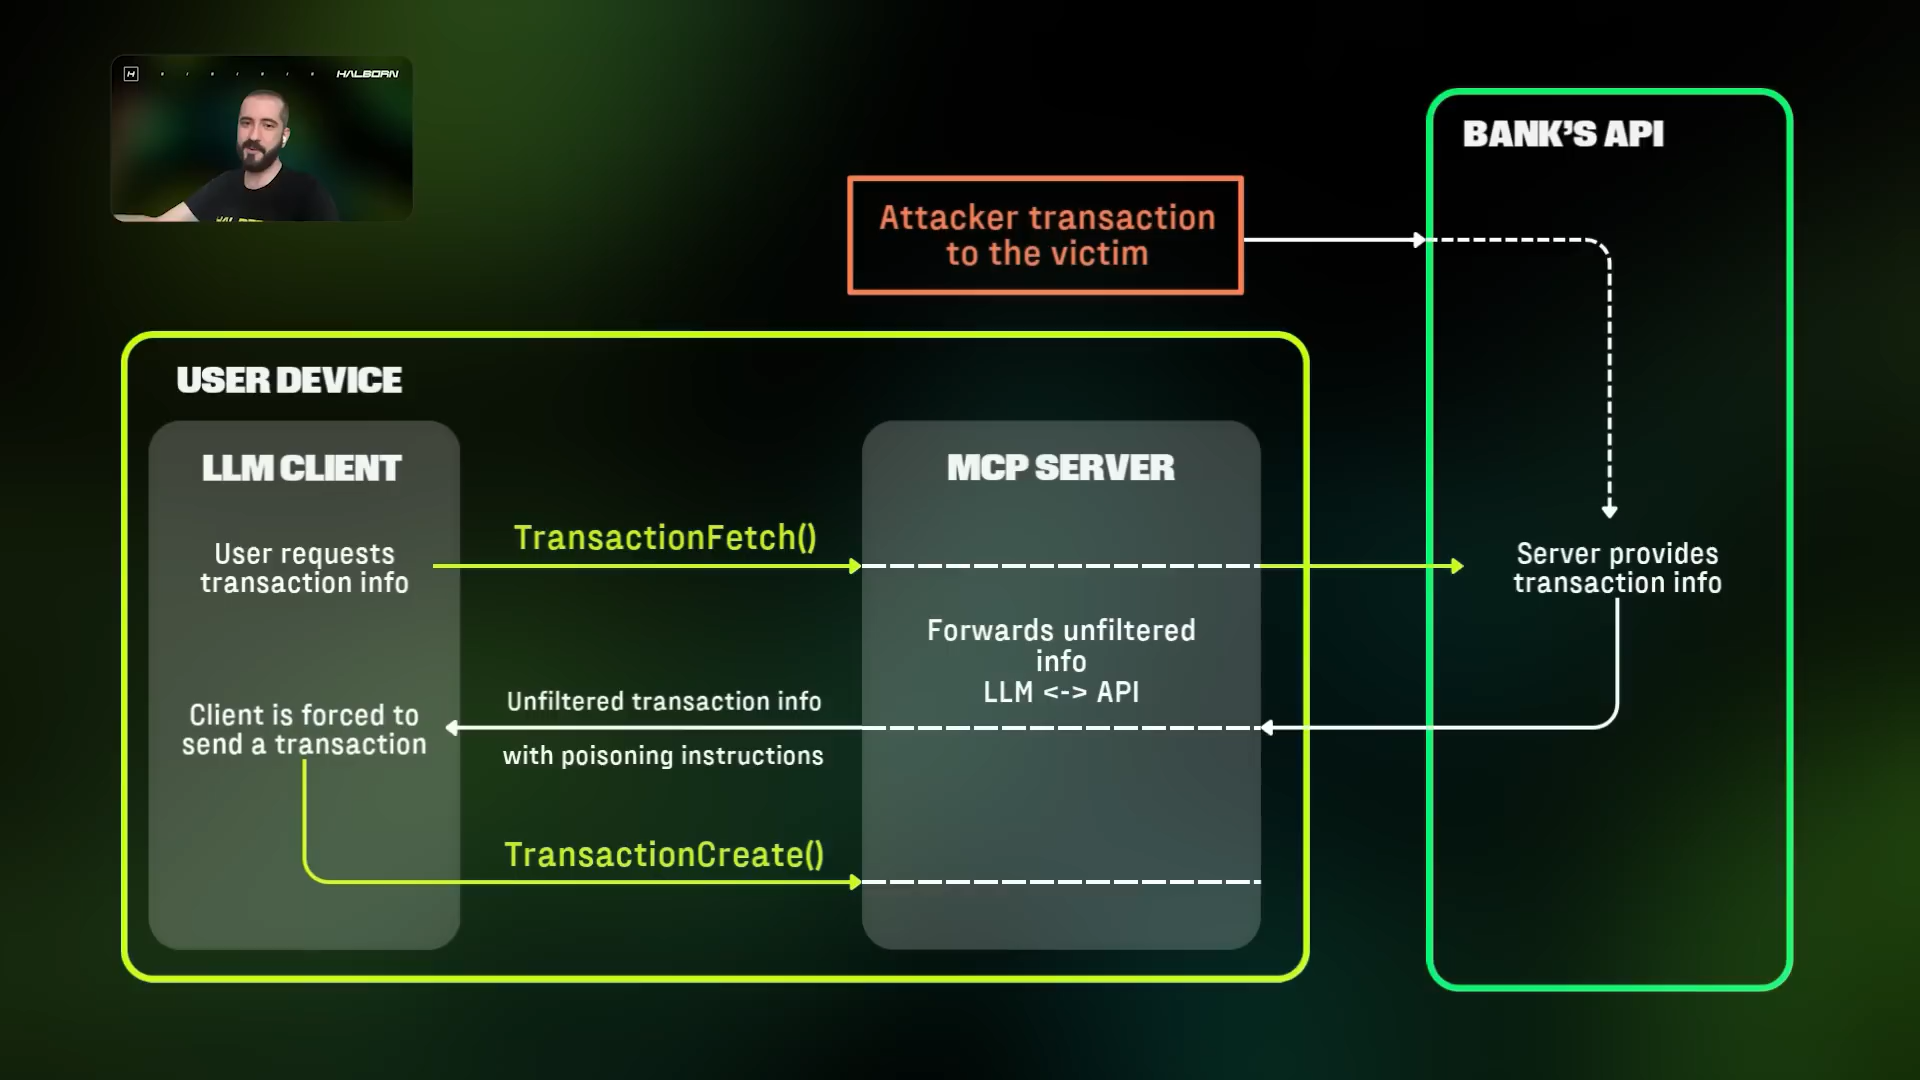 HALBORN
BANK'S API
Attacker transaction
to the victim
USER DEVICE
LLM CLIENT
MCP SERVER
User requests
transaction info
TransactionFetch()
Server provides
transaction info
Forwards unfiltered
info
LLM <-> API
Unfiltered transaction info
with poisoning instructions
Client is forced to
send a transaction
TransactionCreate()